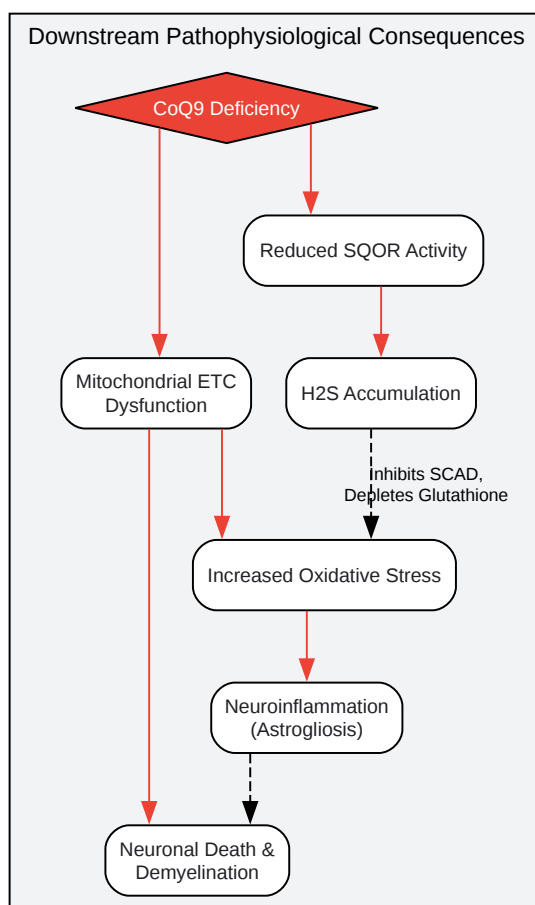 Downstream Pathophysiological Consequences
CoQ9 Deficiency
Reduced SQOR Activity
Mitochondrial ETC
Dysfunction
H2S Accumulation
Inhibits SCAD,
Depletes Glutathione
Increased Oxidative Stress
Neuroinflammation
(Astrogliosis)
Neuronal Death &
Demyelination